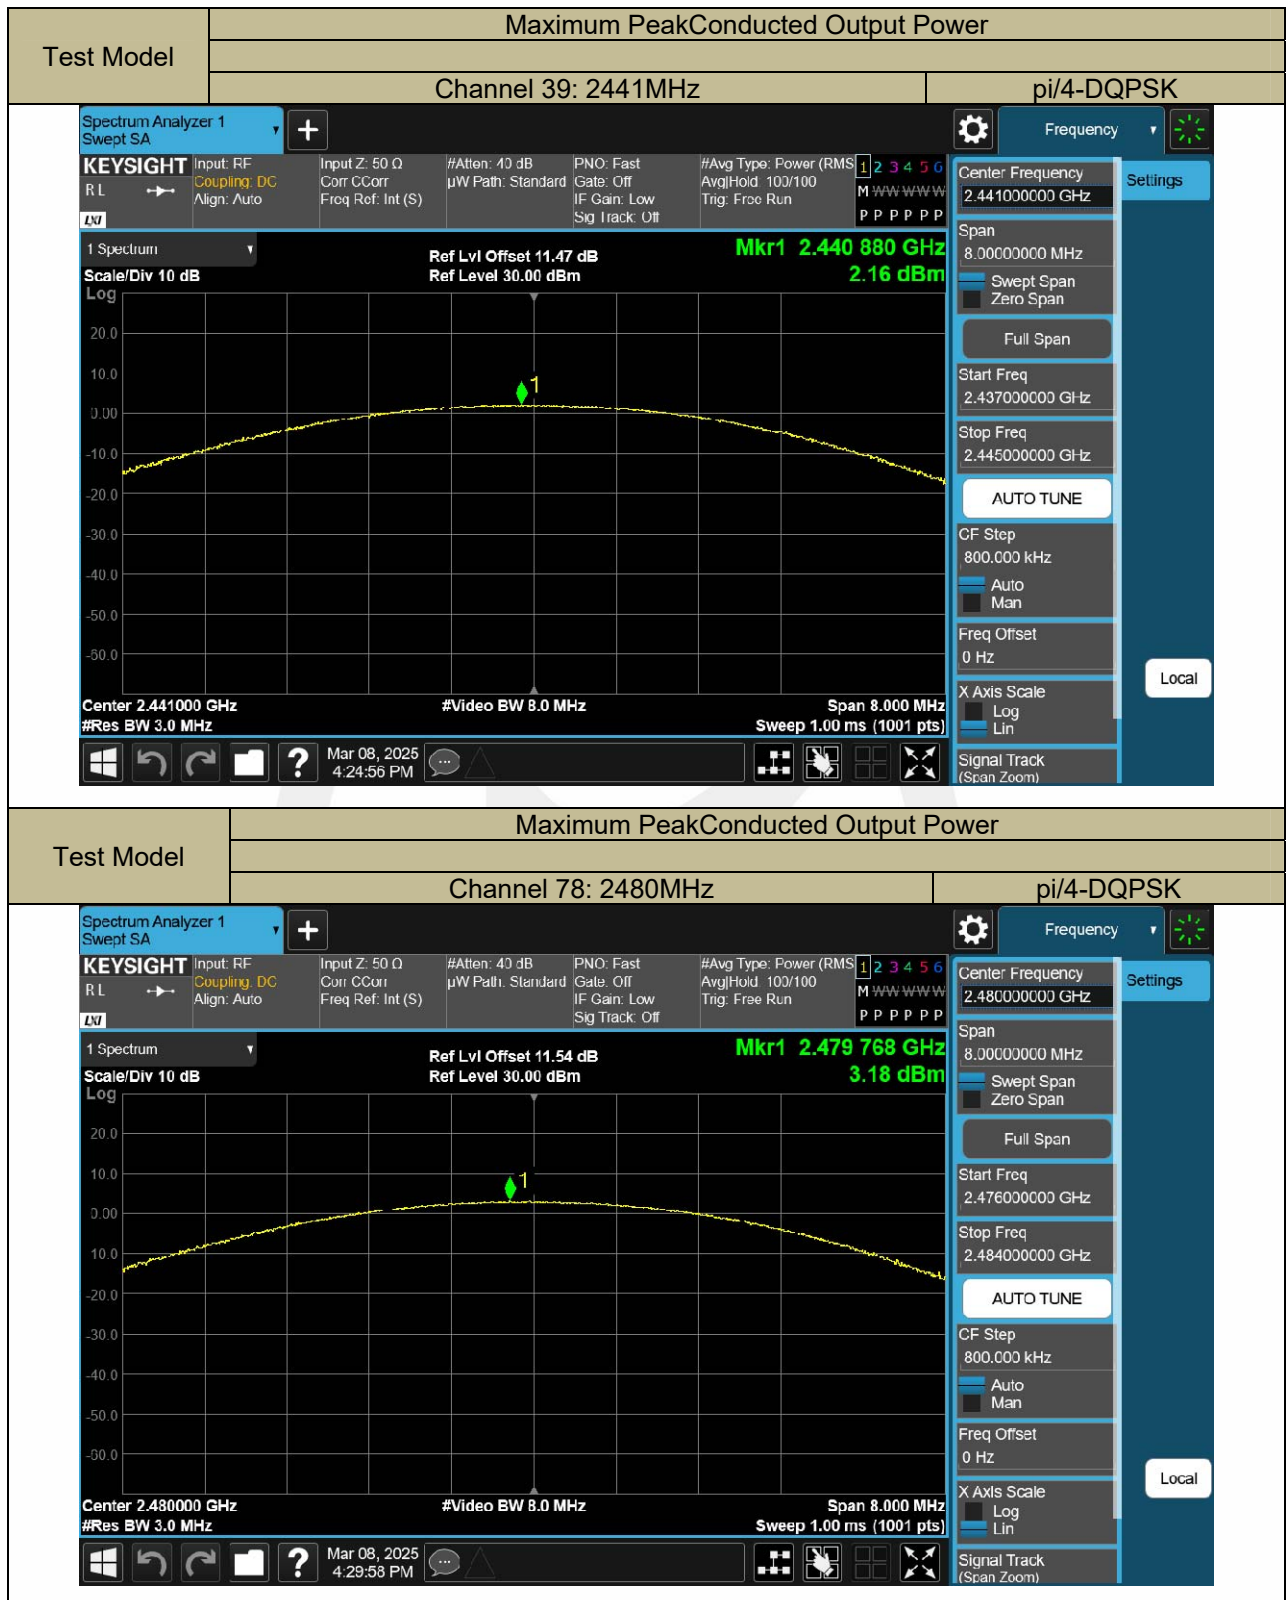 Test Model
Maximum PeakConducted Output Power
Channel 39: 2441MHz
pi/4-DQPSK
Spectrum Analyzer 1
Swept SA
+
Frequency
KEYSIGHT
R L
LXI
Input: RF
Coupling: DC
Align: Auto
Input Z: 50 Ω
Corr CCorr
Freq Ref: Int (S)
#Atten: 40 dB
µW Path: Standard
PNO: Fast
Gate: Off
IF Gain: Low
Sig Track: Off
#Avg Type: Power (RMS
Avg|Hold: 100/100
Trig: Free Run
1 2 3 4 5 6
M W W W W W
P P P P P P
Center Frequency
2.441000000 GHz
Settings
1 Spectrum
Scale/Div 10 dB
Log
Ref Lvl Offset 11.47 dB
Ref Level 30.00 dBm
Mkr1 2.440 880 GHz
2.16 dBm
Span
8.00000000 MHz
Swept Span
Zero Span
Full Span
Start Freq
2.437000000 GHz
Stop Freq
2.445000000 GHz
AUTO TUNE
CF Step
800.000 kHz
Auto
Man
Freq Offset
0 Hz
X Axis Scale
Log
Lin
Signal Track
(Span Zoom)
Local
1
20.0
10.0
0.00
-10.0
-20.0
-30.0
-40.0
-50.0
-60.0
Center 2.441000 GHz
#Res BW 3.0 MHz
#Video BW 8.0 MHz
Span 8.000 MHz
Sweep 1.00 ms (1001 pts)
?
Mar 08, 2025
4:24:56 PM
Test Model
Maximum PeakConducted Output Power
Channel 78: 2480MHz
pi/4-DQPSK
Spectrum Analyzer 1
Swept SA
+
Frequency
KEYSIGHT
R L
LXI
Input: RF
Coupling: DC
Align: Auto
Input Z: 50 Ω
Corr CCorr
Freq Ref: Int (S)
#Atten: 40 dB
µW Path: Standard
PNO: Fast
Gate: Off
IF Gain: Low
Sig Track: Off
#Avg Type: Power (RMS
Avg|Hold: 100/100
Trig: Free Run
1 2 3 4 5 6
M W W W W W
P P P P P P
Center Frequency
2.480000000 GHz
Settings
1 Spectrum
Scale/Div 10 dB
Log
Ref Lvl Offset 11.54 dB
Ref Level 30.00 dBm
Mkr1 2.479 768 GHz
3.18 dBm
Span
8.00000000 MHz
Swept Span
Zero Span
Full Span
Start Freq
2.476000000 GHz
Stop Freq
2.484000000 GHz
AUTO TUNE
CF Step
800.000 kHz
Auto
Man
Freq Offset
0 Hz
X Axis Scale
Log
Lin
Signal Track
(Span Zoom)
Local
1
20.0
10.0
0.00
10.0
-20.0
-30.0
-40.0
-50.0
-60.0
Center 2.480000 GHz
#Res BW 3.0 MHz
#Video BW 8.0 MHz
Span 8.000 MHz
Sweep 1.00 ms (1001 pts)
?
Mar 08, 2025
4:29:58 PM